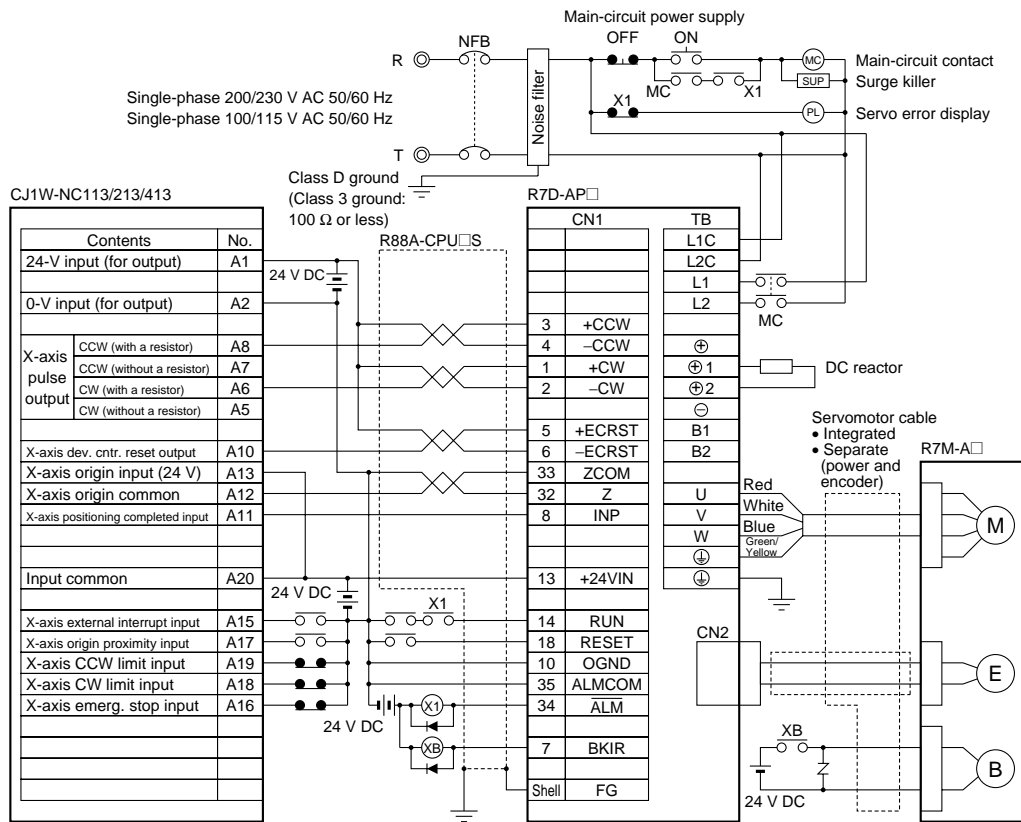 Main-circuit power supply
OFF ON
NFB
R
MC Main-circuit contact
SUP Surge killer
MC X1
X1
PL Servo error display
Noise filter
Single-phase 200/230 V AC 50/60 Hz
Single-phase 100/115 V AC 50/60 Hz
T
Class D ground
(Class 3 ground:
100 Ω or less)
CJ1W-NC113/213/413
R7D-AP□
R88A-CPU□S
CN1 TB
Contents No.
L1C
24-V input (for output) A1
L2C
24 V DC
L1
0-V input (for output) A2
L2
MC
3 +CCW
X-axis pulse output
CCW (with a resistor) A8
4 −CCW ⊕
CCW (without a resistor) A7
1 +CW ⊕1
DC reactor
CW (with a resistor) A6
2 −CW ⊕2
CW (without a resistor) A5
⊖
5 +ECRST B1
X-axis dev. cntr. reset output A10
6 −ECRST B2
Servomotor cable
• Integrated
• Separate
(power and
encoder)
R7M-A□
X-axis origin input (24 V) A13
33 ZCOM
X-axis origin common A12
32 Z U
Red
X-axis positioning completed input A11
8 INP V
White
W
Blue
Green/
Yellow
M
Input common A20
13 +24VIN
24 V DC
X1
X-axis external interrupt input A15
14 RUN
X-axis origin proximity input A17
18 RESET
CN2
X-axis CCW limit input A19
10 OGND
X-axis CW limit input A18
35 ALMCOM
E
X-axis emerg. stop input A16
24 V DC
X1
34 ALM
XB
7 BKIR
XB
B
24 V DC
Shell FG